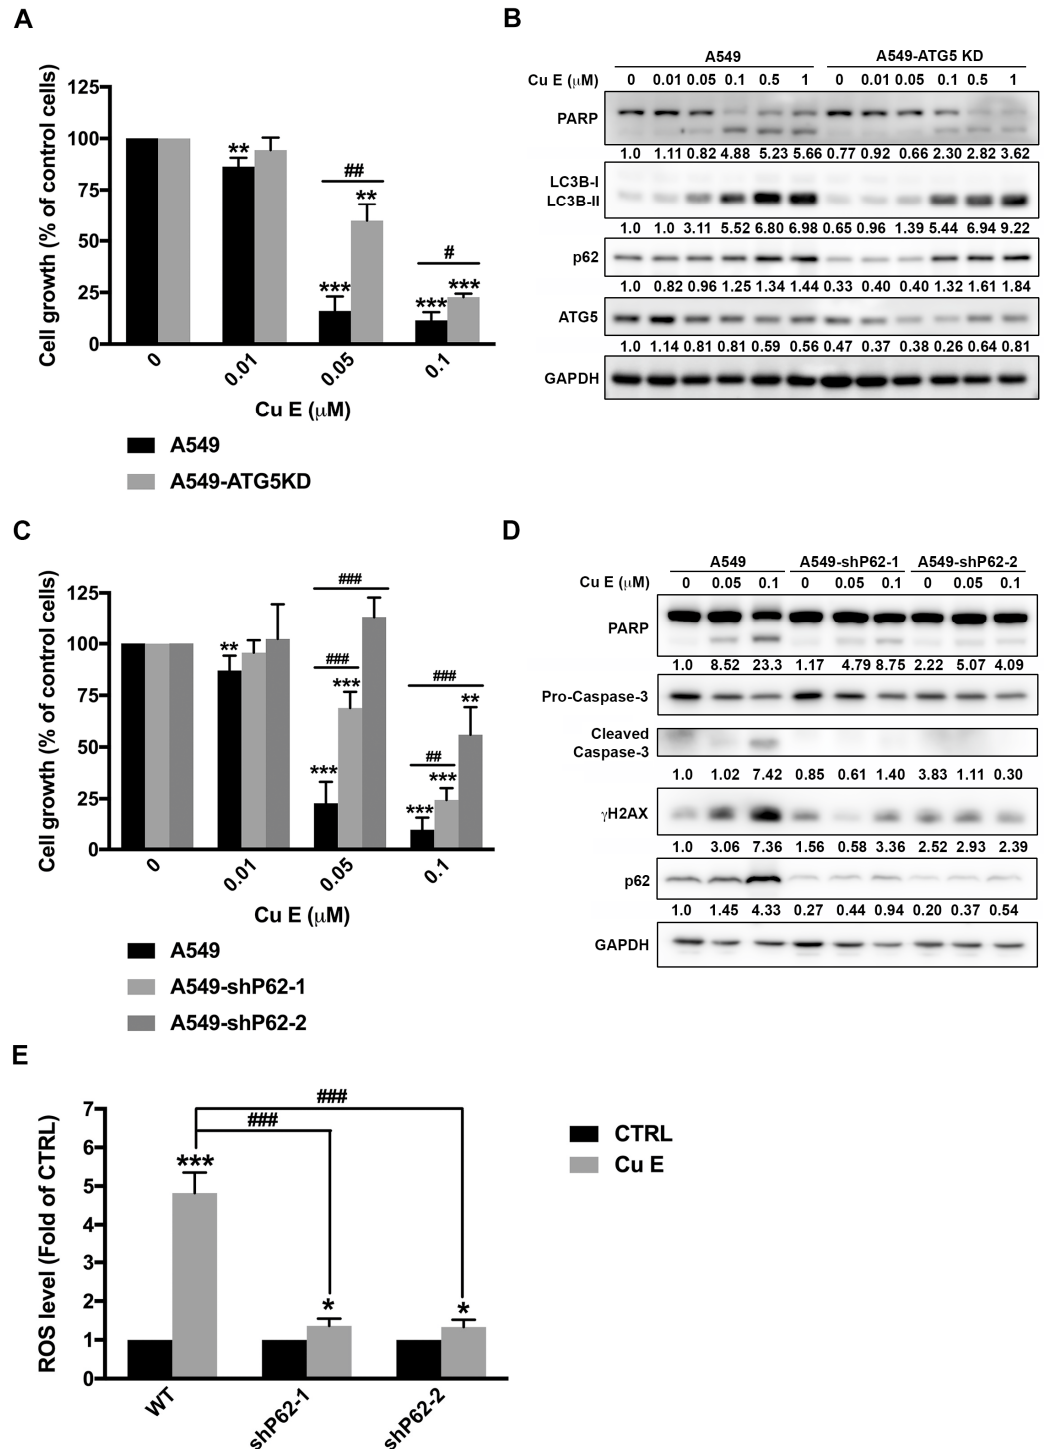 A
Cell growth (% of control cells)
125
100
75
50
25
0
**
##
**
***
#
***
***
0
0.01
0.05
0.1
Cu E (μM)
A549
A549-ATG5KD
B
A549
A549-ATG5 KD
Cu E (μM)
0
0.01
0.05
0.1
0.5
1
0
0.01
0.05
0.1
0.5
1
PARP
1.0 1.11 0.82 4.88 5.23 5.66 0.77 0.92 0.66 2.30 2.82 3.62
LC3B-I
LC3B-II
1.0 1.0 3.11 5.52 6.80 6.98 0.65 0.96 1.39 5.44 6.94 9.22
p62
1.0 0.82 0.96 1.25 1.34 1.44 0.33 0.40 0.40 1.32 1.61 1.84
ATG5
1.0 1.14 0.81 0.81 0.59 0.56 0.47 0.37 0.38 0.26 0.64 0.81
GAPDH
C
Cell growth (% of control cells)
125
100
75
50
25
0
**
###
###
***
***
###
**
##
***
***
0
0.01
0.05
0.1
Cu E (μM)
A549
A549-shP62-1
A549-shP62-2
D
A549
A549-shP62-1
A549-shP62-2
Cu E (μM)
0
0.05
0.1
0
0.05
0.1
0
0.05
0.1
PARP
1.0 8.52 23.3 1.17 4.79 8.75 2.22 5.07 4.09
Pro-Caspase-3
Cleaved
Caspase-3
1.0 1.02 7.42 0.85 0.61 1.40 3.83 1.11 0.30
γH2AX
1.0 3.06 7.36 1.56 0.58 3.36 2.52 2.93 2.39
p62
1.0 1.45 4.33 0.27 0.44 0.94 0.20 0.37 0.54
GAPDH
E
ROS level (Fold of CTRL)
7
6
5
4
3
2
1
0
###
###
***
*
*
WT
shP62-1
shP62-2
CTRL
Cu E